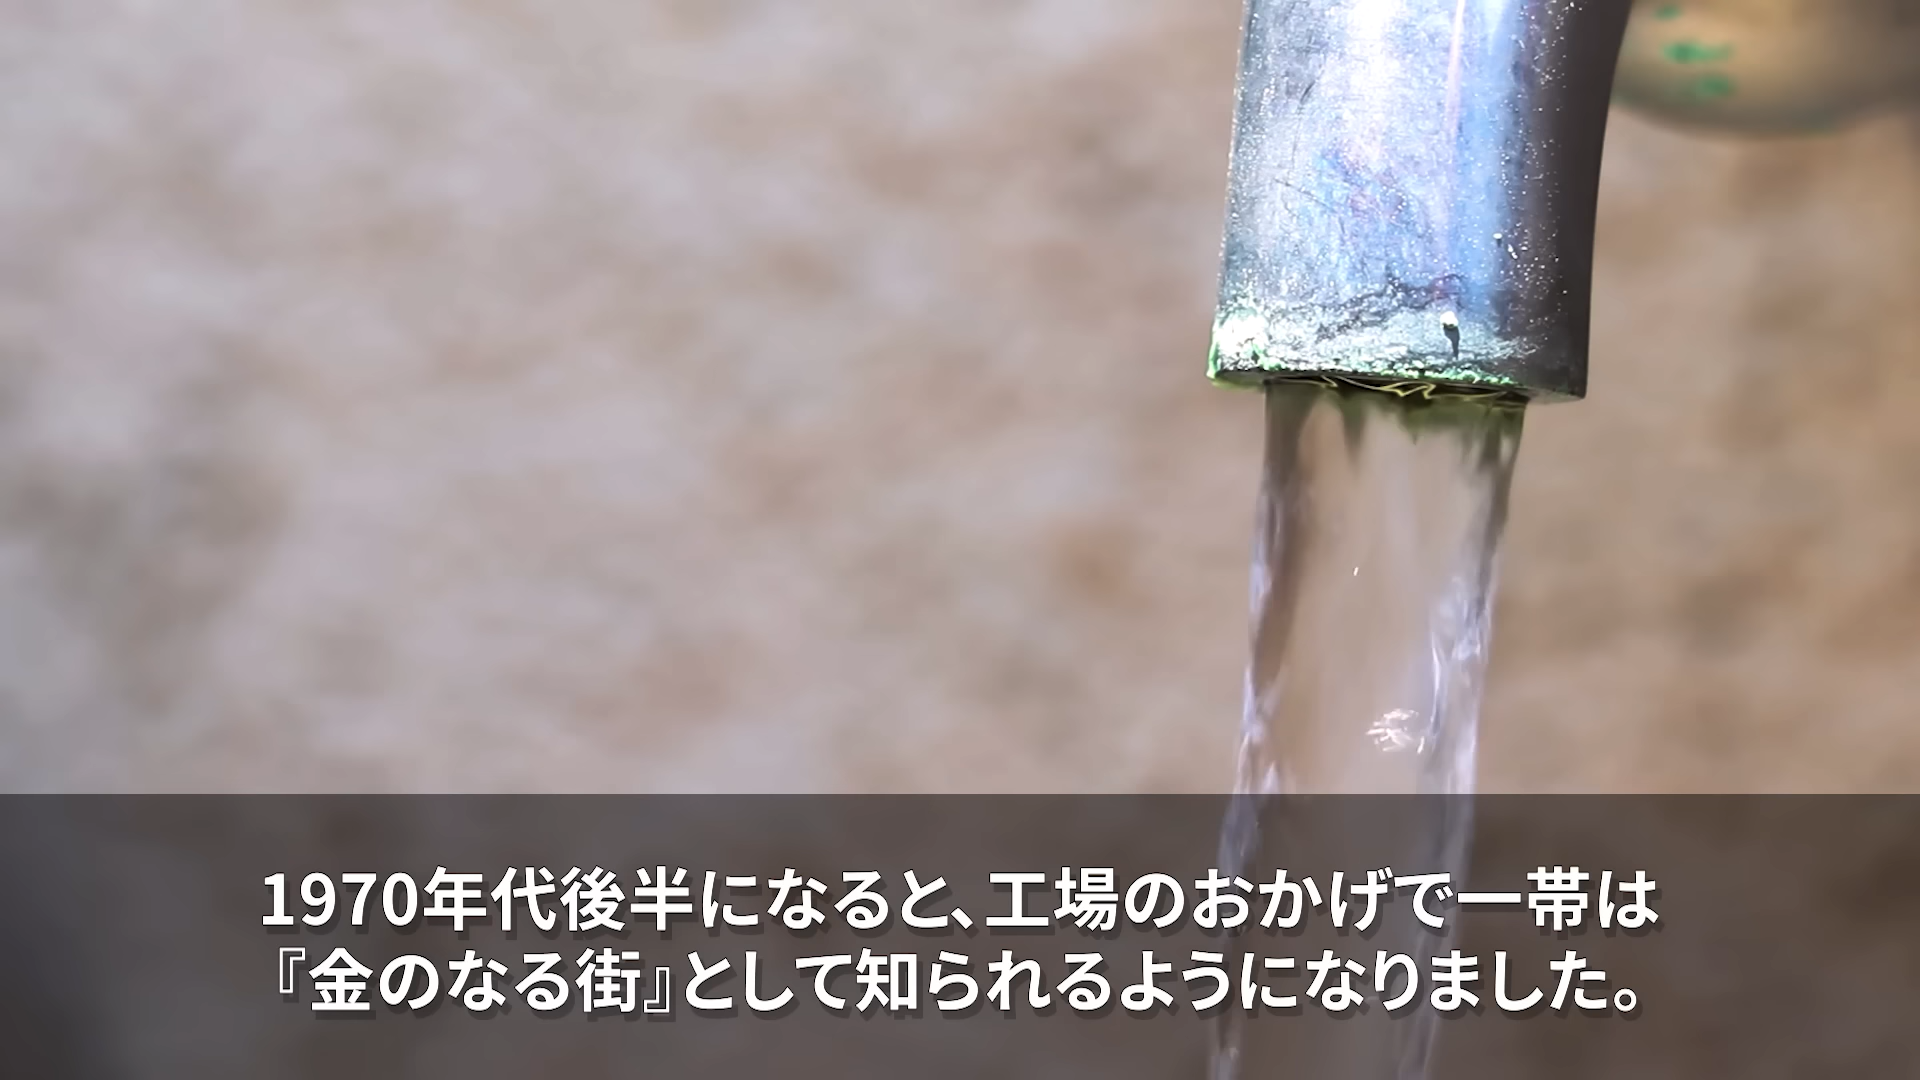 1970年代後半になると、工場のおかげで一帯は
『金のなる街』として知られるようになりました。